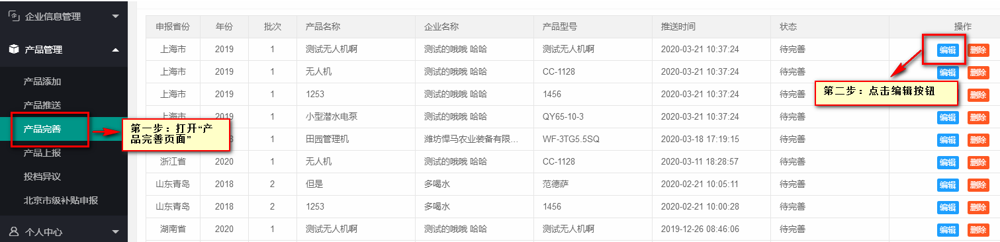 企业信息管理
产品管理
产品添加
产品推送
产品完善
产品上报
投档异议
北京市级补贴申报
个人中心
第一步：打开“产
品完善页面”
第二步：点击编辑按钮
申报省份 年份 批次 产品名称 企业名称 产品型号 推送时间 状态 操作
上海市 2019 1 测试无人机啊 测试的哦哦 哈哈 测试无人机啊 2020-03-21 10:37:24 待完善 编辑 删除
上海市 2019 1 无人机 测试的哦哦 哈哈 CC-1128 2020-03-21 10:37:24 待完善 编辑 删除
上海市 2019 1 1253 测试的哦哦 哈哈 1456 2020-03-21 10:37:24 待完善 删除
上海市 2019 1 小型潜水电泵 测试的哦哦 哈哈 QY65-10-3 2020-03-21 10:37:24 待完善 编辑 删除
1 田园管理机 潍坊悍马农业装备有限... WF-3TG5.5SQ 2020-03-18 17:19:15 待完善 编辑 删除
浙江省 2020 1 无人机 测试的哦哦 哈哈 CC-1128 2020-03-11 18:28:57 待完善 编辑 删除
山东青岛 2018 2 但是 多喝水 范德萨 2020-02-21 10:05:11 待完善 编辑 删除
山东青岛 2018 2 1253 多喝水 1456 2020-02-21 10:00:28 待完善 编辑 删除
湖南省 2020 1 测试无人机啊 测试的哦哦 哈哈 测试无人机啊 2019-12-26 08:46:06 待完善 编辑 删除